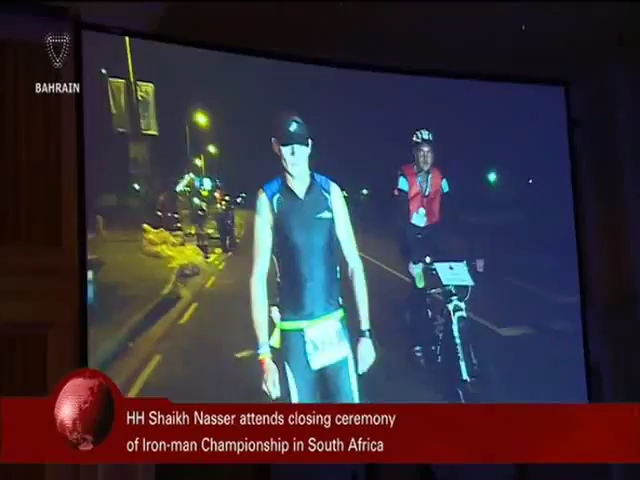 BAHRAIN
HH Shaikh Nasser attends closing ceremony
of Iron-man Championship in South Africa